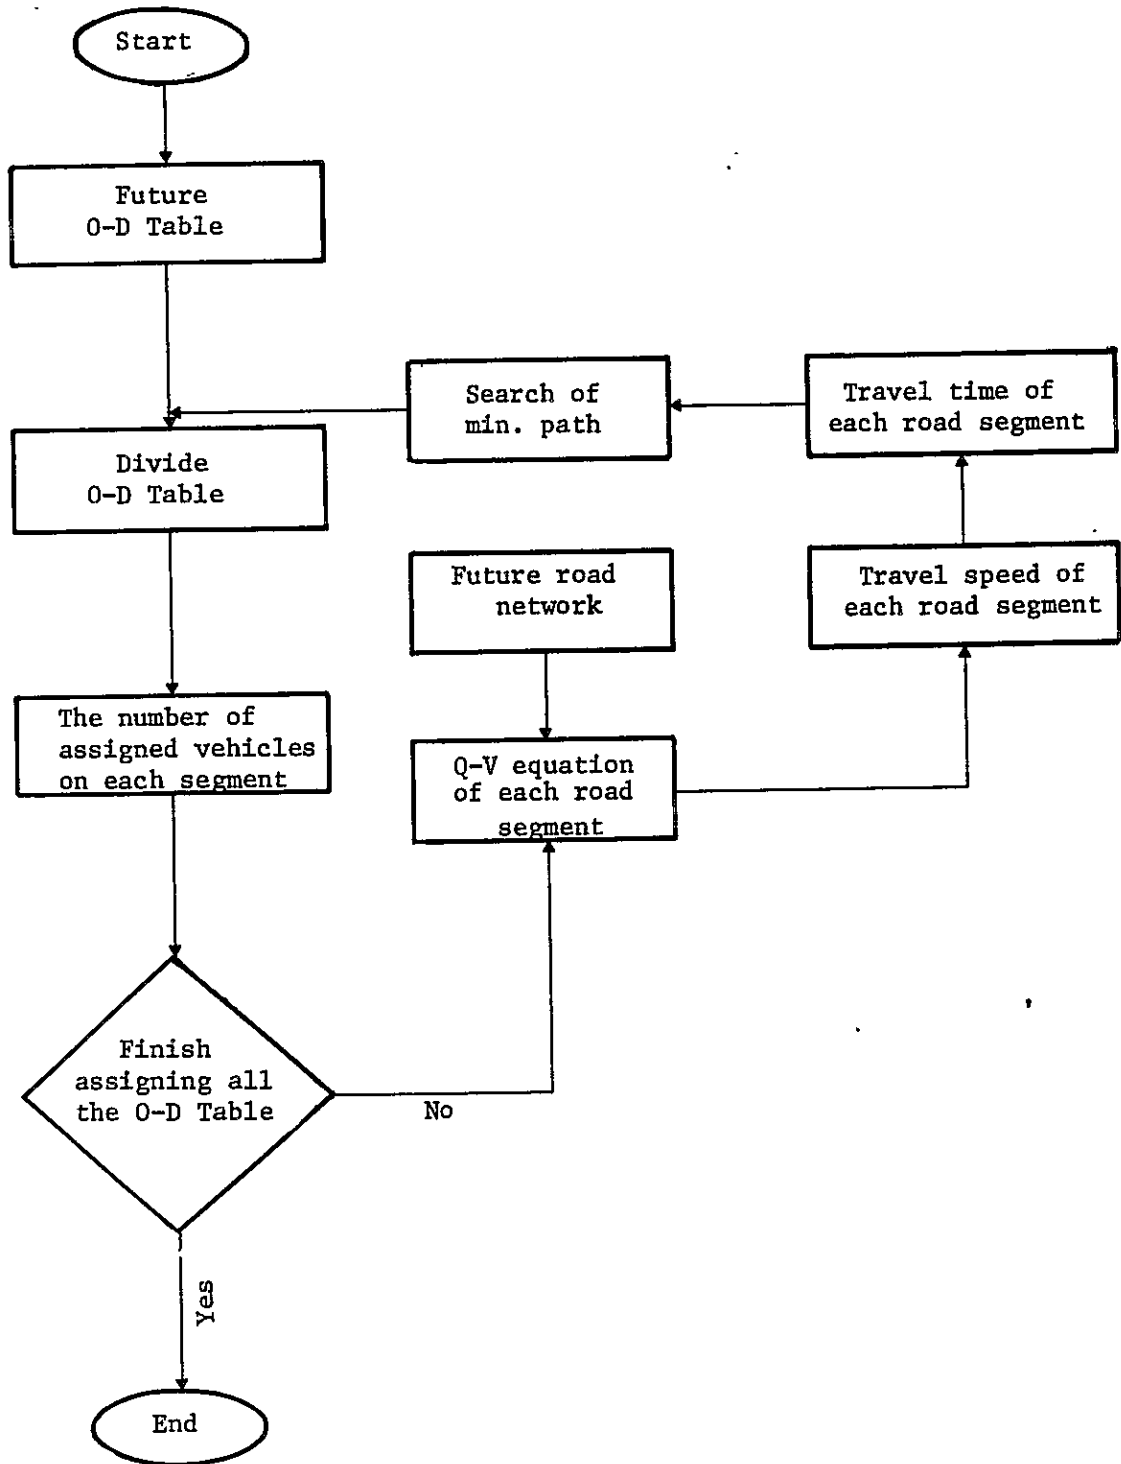 Start
Future
O-D Table
Search of
min. path
Travel time of
each road segment
Divide
O-D Table
Future road
network
Travel speed of
each road segment
The number of
assigned vehicles
on each segment
Q-V equation
of each road
segment
Finish
assigning all
the O-D Table
No
Yes
End